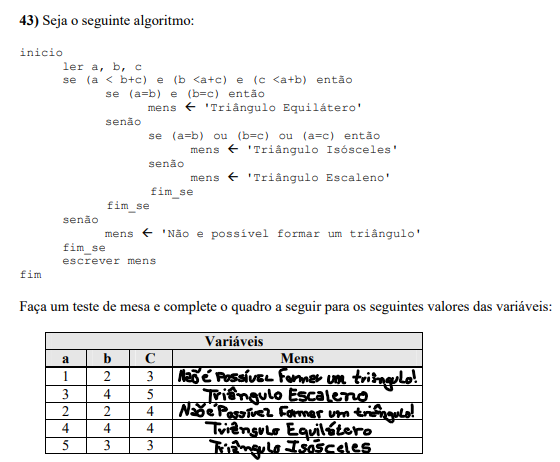 43) Seja o seguinte algoritmo:
inicio
ler a, b, c
se (a < b+c) e (b <a+c) e (c <a+b) então
se (a=b) e (b=c) então
mens ← 'Triângulo Equilátero'
senão
se (a=b) ou (b=c) ou (a=c) então
mens ← 'Triângulo Isósceles'
senão
mens ← 'Triângulo Escaleno'
fim_se
fim_se
senão
mens ← 'Não e possível formar um triângulo'
fim_se
escrever mens
fim
Faça um teste de mesa e complete o quadro a seguir para os seguintes valores das variáveis:
Variáveis
a b C Mens
1 2 3 Não é Possível Formar um triângulo!
3 4 5 Triângulo Escaleno
2 2 4 Não é Possível Formar um triângulo!
4 4 4 Triângulo Equilátero
5 3 3 Triângulo Isósceles